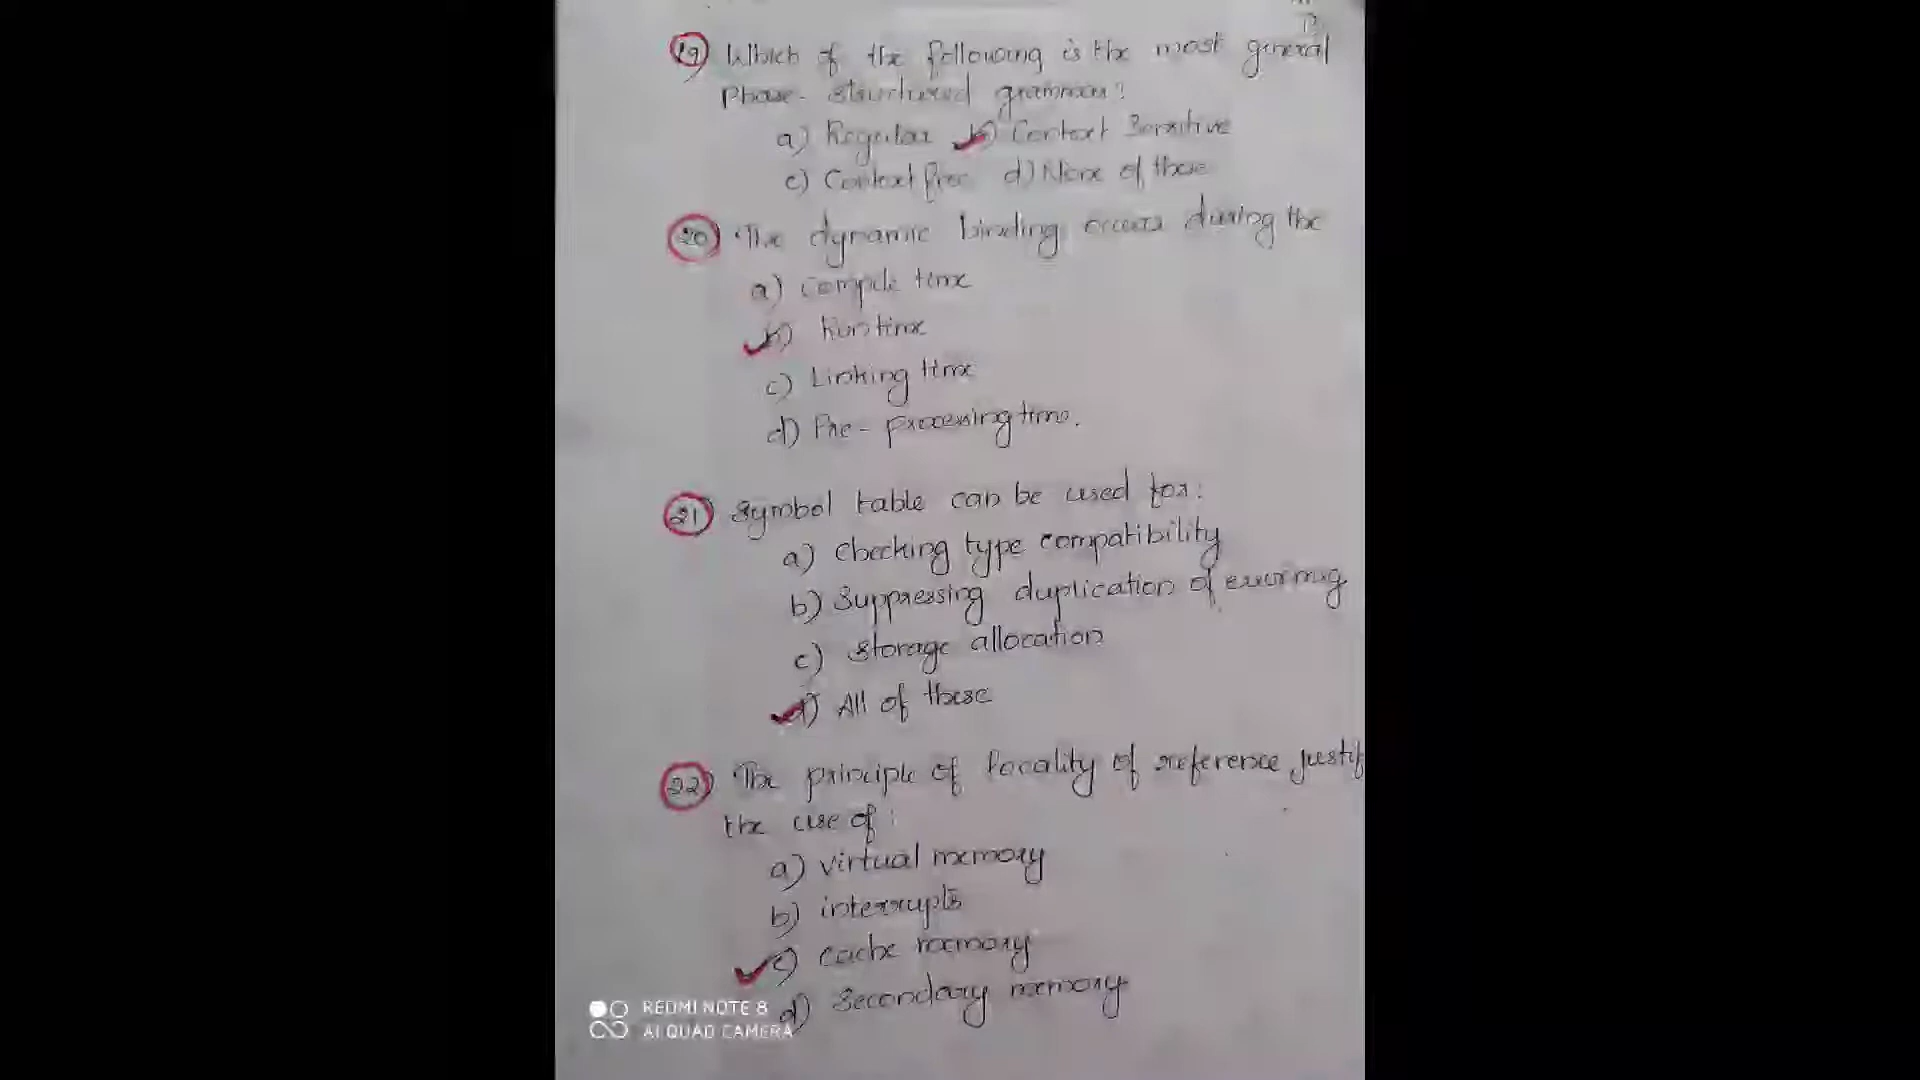 19) Which of the following is the most general
Phase-structured grammar?
a) Regular b) Context Sensitive
c) Context free d) None of these
20) The dynamic binding occurs during the
a) Compile time
b) Run time
c) Linking time
d) Pre-processing time.
21) Symbol table can be used for:
a) checking type compatibility
b) Suppressing duplication of error msg
c) Storage allocation
d) All of these
22) The principle of locality of reference justif
the use of:
a) virtual memory
b) interrupts
c) cache memory
d) Secondary memory
REDMI NOTE 8
AI QUAD CAMERA